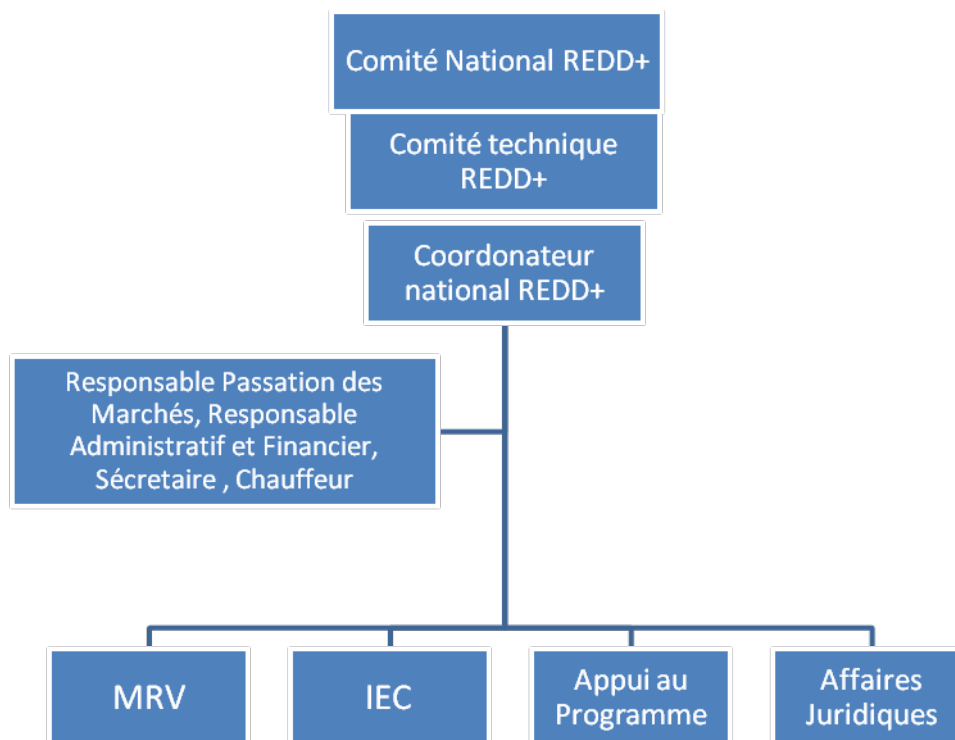 Comité National REDD+
Comité technique
REDD+
Coordonateur
national REDD+
Responsable Passation des
Marchés, Responsable
Administratif et Financier,
Sécretaire , Chauffeur
MRV
IEC
Appui au
Programme
Affaires
Juridiques